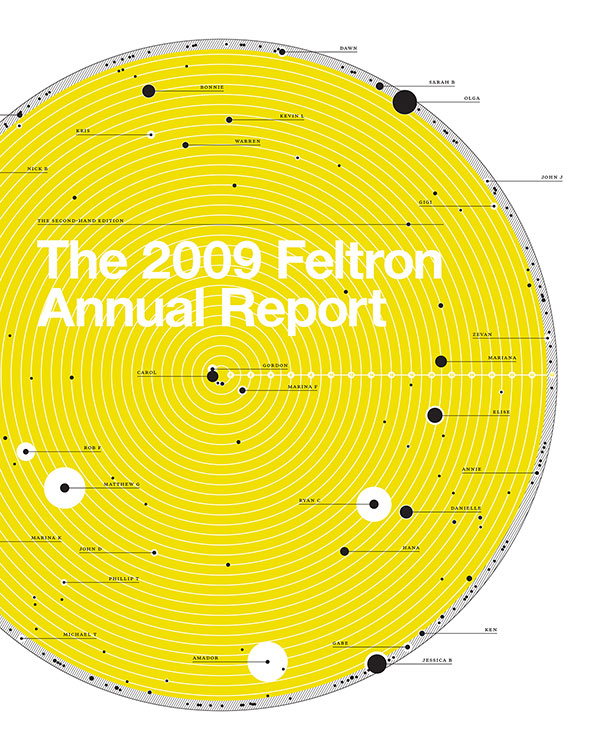 DAWN
SARAH B
BONNIE
OLGA
KEVIN L
KRIS
WARREN
NICK B
JOHN J
GIGI
THE SECOND-HAND EDITION
The 2009 Feltron
Annual Report
ZEVAN
MARIANA
GORDON
CAROL
MARINA F
ELISE
ROB F
ANNIE
MATTHEW G
RYAN C
DANIELLE
MARINA K
JOHN D
HANA
PHILLIP T
KEN
MICHAEL T
GABE
AMADOR
JESSICA B